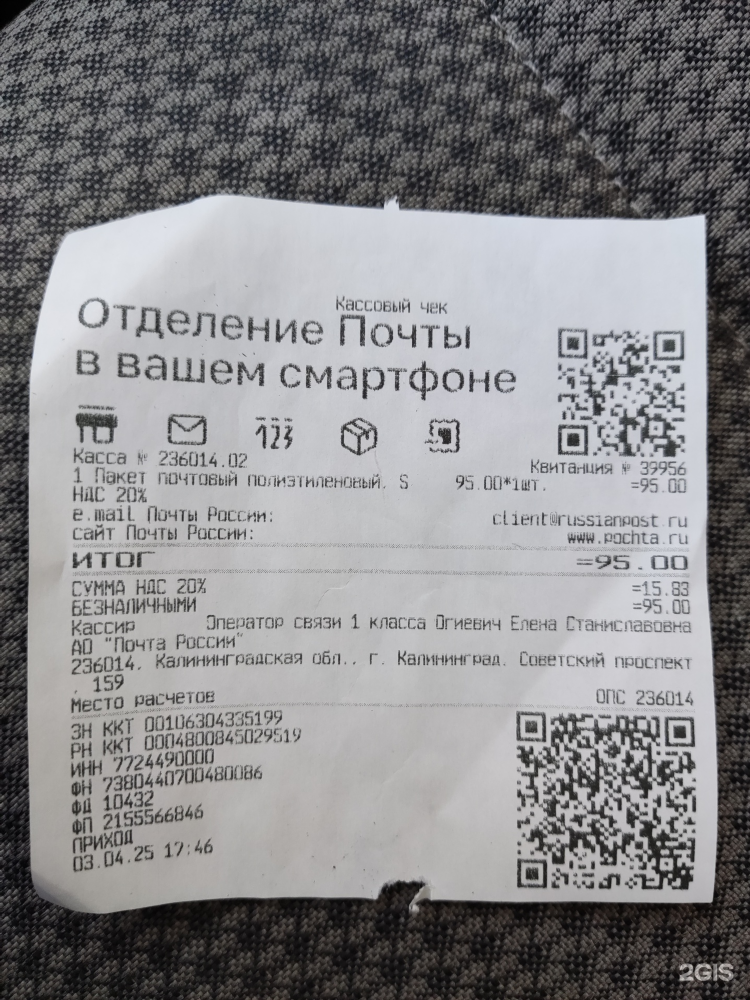 Кассовый чек
Отделение Почты
в вашем смартфоне
123
Касса № 236014.02
Квитанция № 39956
1 Пакет почтовый полиэтиленовый. S 95.00*1шт. =95.00
НДС 20%
e.mail Почты России: client@russianpost.ru
сайт Почты России: www.pochta.ru
ИТОГ =95.00
СУММА НДС 20% =15.83
БЕЗНАЛИЧНЫМИ =95.00
Кассир Оператор связи 1 класса Огиевич Елена Станиславовна
АО "Почта России"
236014, Калининградская обл., г. Калининград, Советский проспект
, 159
Место расчетов ОПС 236014
ЗН ККТ 00106304335199
РН ККТ 0004800845029519
ИНН 7724490000
ФН 7380440700480086
ФД 10432
ФП 2155566846
ПРИХОД
03.04.25 17:46
2GIS